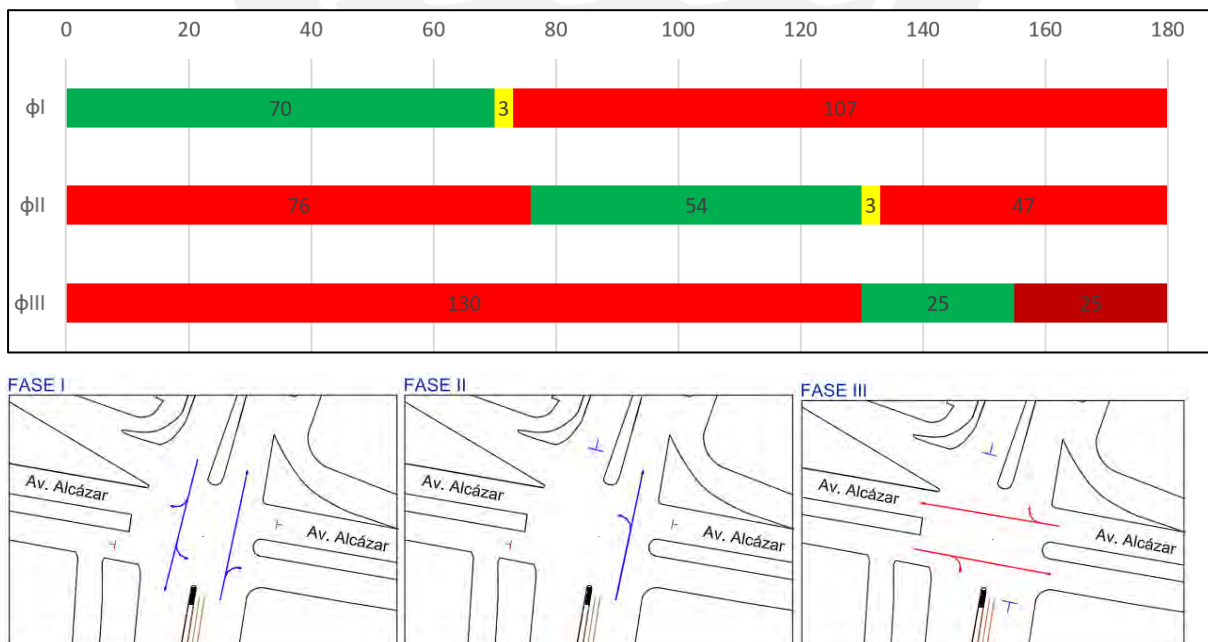 0 20 40 60 80 100 120 140 160 180
ϕI 70 3 107
ϕII 76 54 3 47
ϕIII 130 25 25
FASE I
FASE II
FASE III
Av. Alcázar
Av. Alcázar
Av. Alcázar
Av. Alcázar
Av. Alcázar
Av. Alcázar